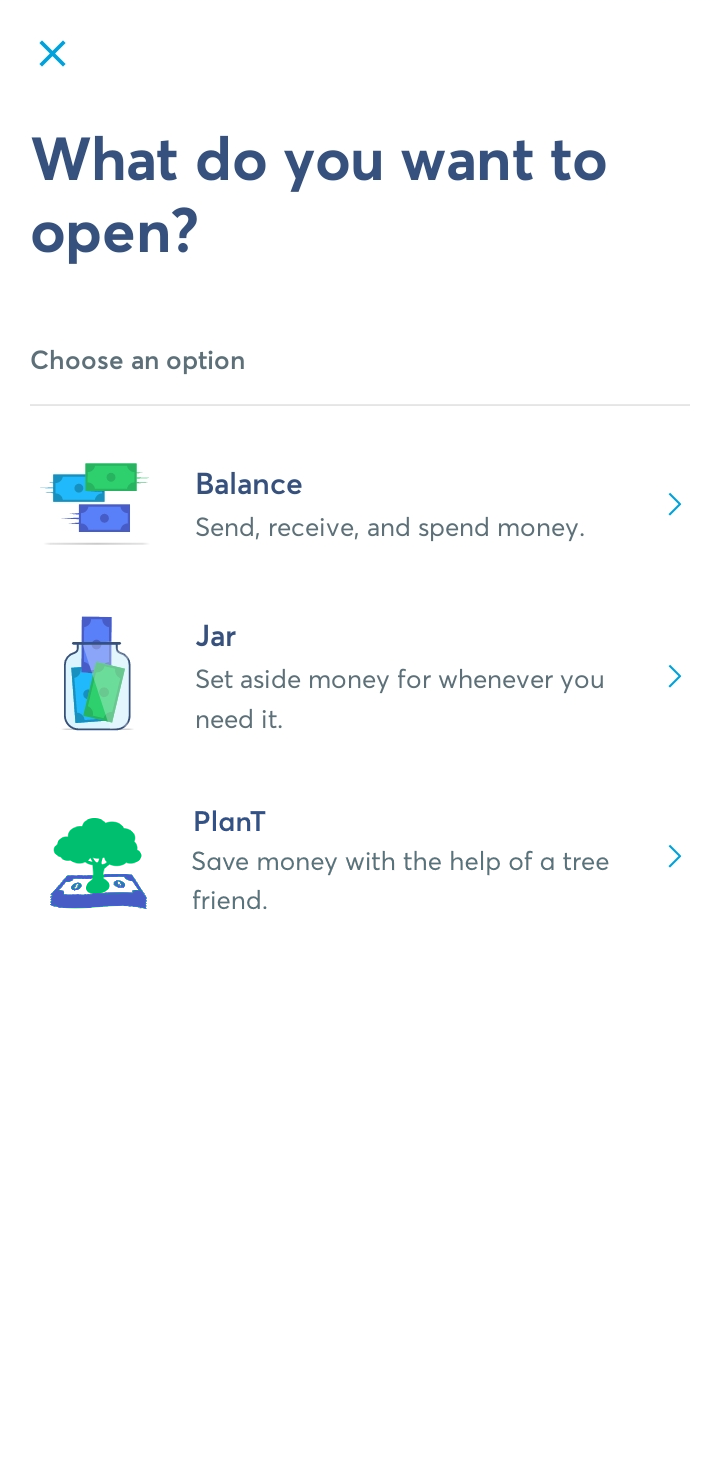 What do you want to
open?
Choose an option
Balance
Send, receive, and spend money.
Jar
Set aside money for whenever you
need it.
PlanT
Save money with the help of a tree
friend.